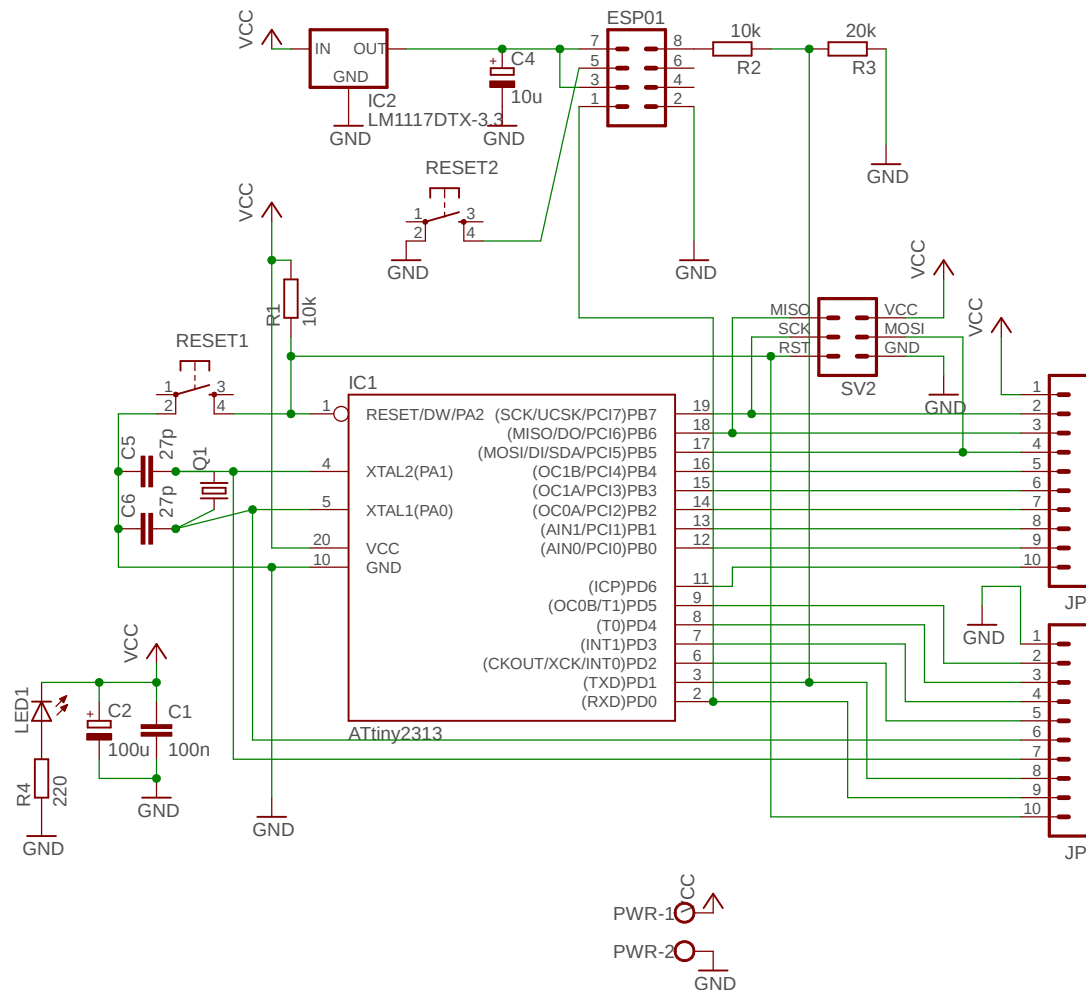 ESP01
VCC
IN OUT
GND
IC2
LM1117DTX-3.3
GND
+
C4
10u
GND
7 8
5 6
3 4
1 2
10k
R2
20k
R3
GND
RESET2
1 3
2 4
GND
GND
VCC
R1
10k
RESET1
1 3
2 4
VCC
MISO VCC
SCK MOSI
RST GND
SV2
GND
VCC
C5
27p
Q1
C6
27p
IC1
1 RESET/DW/PA2 (SCK/UCSK/PCI7)PB7 19
(MISO/DO/PCI6)PB6 18
(MOSI/DI/SDA/PCI5)PB5 17
4 XTAL2(PA1) (OC1B/PCI4)PB4 16
(OC1A/PCI3)PB3 15
5 XTAL1(PA0) (OC0A/PCI2)PB2 14
(AIN1/PCI1)PB1 13
20 VCC (AIN0/PCI0)PB0 12
10 GND
(ICP)PD6 11
(OC0B/T1)PD5 9
(T0)PD4 8
(INT1)PD3 7
(CKOUT/XCK/INT0)PD2 6
(TXD)PD1 3
(RXD)PD0 2
ATtiny2313
1
2
3
4
5
6
7
8
9
10
JP
GND
1
2
3
4
5
6
7
8
9
10
JP
VCC
LED1
+
C2
100u
C1
100n
R4
220
GND
GND
GND
VCC
PWR-1
PWR-2
GND